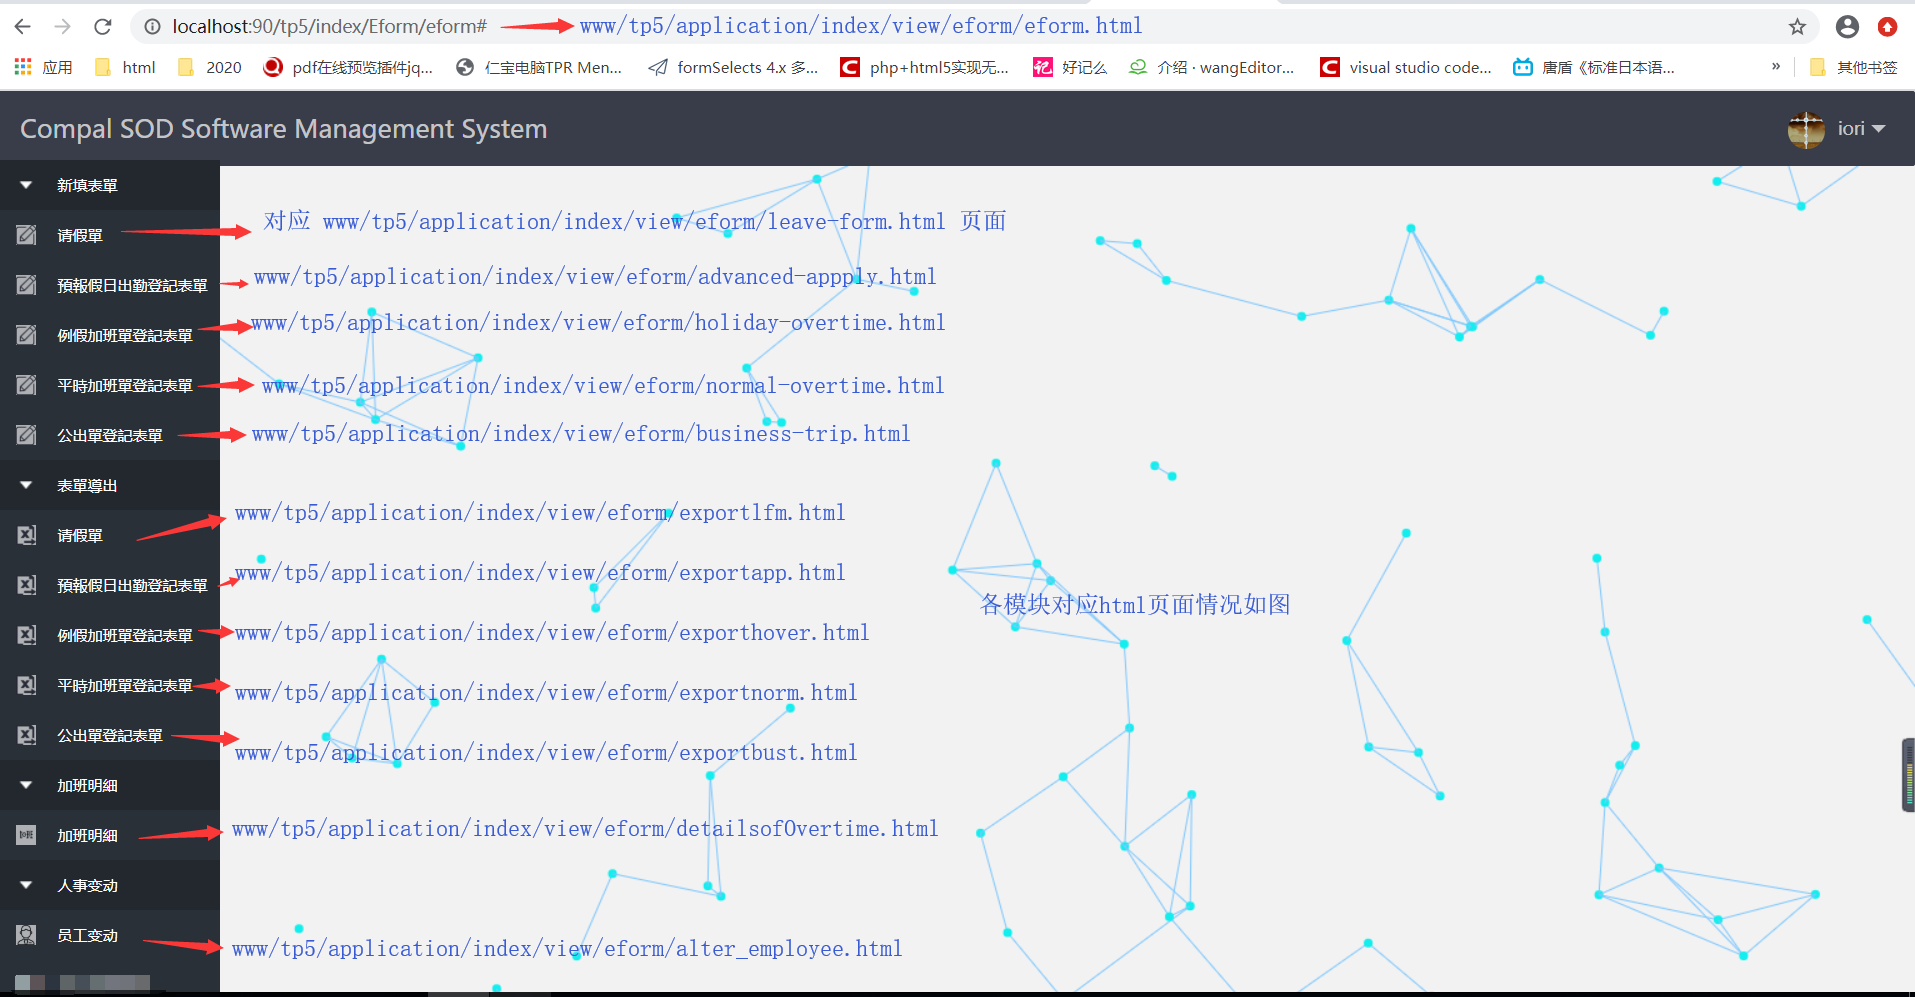 localhost:90/tp5/index/Eform/eform#
www/tp5/application/index/view/eform/eform.html
应用
html
2020
pdf在线预览插件jq...
仁宝电脑TPR Men...
formSelects 4.x 多...
php+html5实现无...
好记么
介绍 · wangEditor...
visual studio code...
唐盾《标准日本语...
»
其他书签
Compal SOD Software Management System
iori
新填表單
请假單
对应 www/tp5/application/index/view/eform/leave-form.html 页面
預報假日出勤登記表單
www/tp5/application/index/view/eform/advanced-appply.html
例假加班單登記表單
www/tp5/application/index/view/eform/holiday-overtime.html
平時加班單登記表單
www/tp5/application/index/view/eform/normal-overtime.html
公出單登記表單
www/tp5/application/index/view/eform/business-trip.html
表單導出
请假單
www/tp5/application/index/view/eform/exportlfm.html
預報假日出勤登記表單
www/tp5/application/index/view/eform/exportapp.html
各模块对应html页面情况如图
例假加班單登記表單
www/tp5/application/index/view/eform/exporthover.html
平時加班單登記表單
www/tp5/application/index/view/eform/exportnorm.html
公出單登記表單
www/tp5/application/index/view/eform/exportbust.html
加班明細
加班明細
www/tp5/application/index/view/eform/detailsofOvertime.html
人事变动
员工变动
www/tp5/application/index/view/eform/alter_employee.html